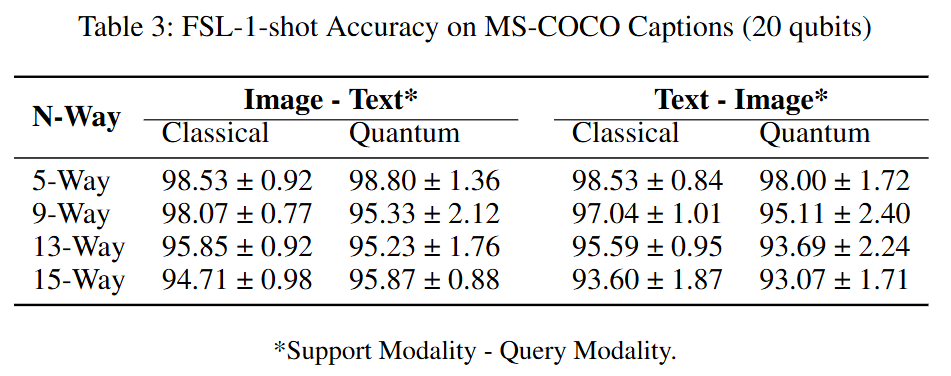 Table 3: FSL-1-shot Accuracy on MS-COCO Captions (20 qubits)
N-Way Image - Text* Text - Image*
Classical Quantum Classical Quantum
5-Way 98.53 ± 0.92 98.80 ± 1.36 98.53 ± 0.84 98.00 ± 1.72
9-Way 98.07 ± 0.77 95.33 ± 2.12 97.04 ± 1.01 95.11 ± 2.40
13-Way 95.85 ± 0.92 95.23 ± 1.76 95.59 ± 0.95 93.69 ± 2.24
15-Way 94.71 ± 0.98 95.87 ± 0.88 93.60 ± 1.87 93.07 ± 1.71
*Support Modality - Query Modality.